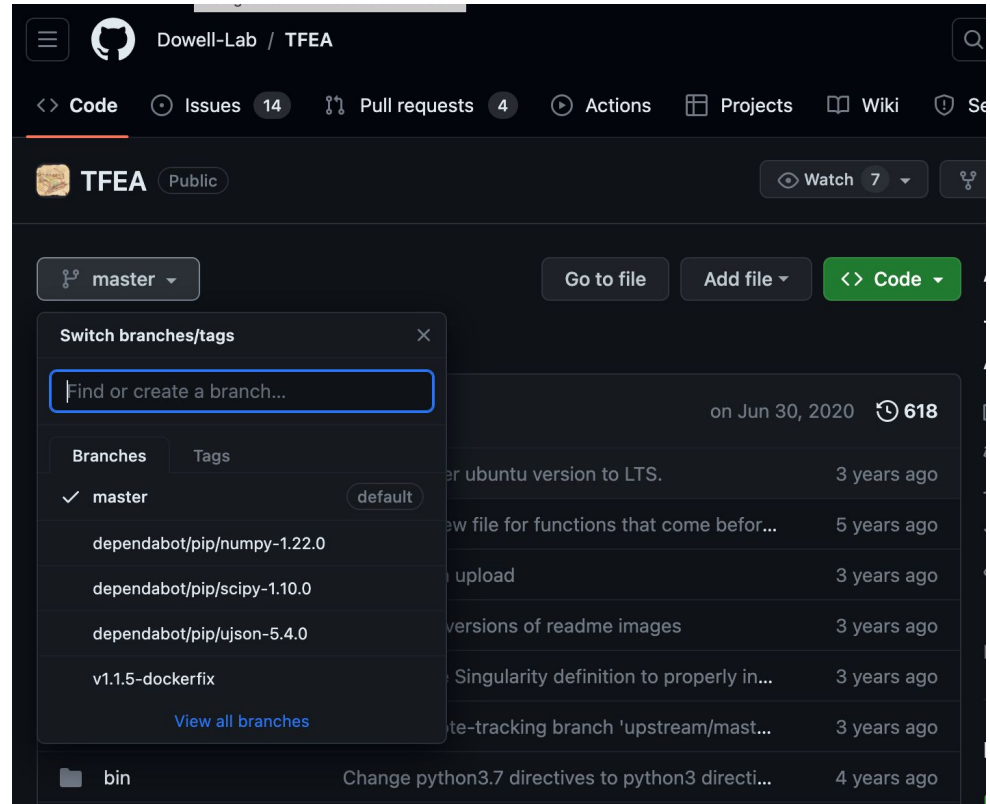 Dowell-Lab / TFEA
Code Issues 14 Pull requests 4 Actions Projects Wiki
TFEA Public Watch 7
master Go to file Add file Code
Switch branches/tags
Find or create a branch...
on Jun 30, 2020 618
Branches Tags
ubuntu version to LTS. 3 years ago
master default
file for functions that come befor... 5 years ago
dependabot/pip/numpy-1.22.0
upload 3 years ago
dependabot/pip/scipy-1.10.0
versions of readme images 3 years ago
dependabot/pip/ujson-5.4.0
Singularity definition to properly in... 3 years ago
v1.1.5-dockerfix
View all branches
te-tracking branch 'upstream/mast... 3 years ago
bin Change python3.7 directives to python3 directi... 4 years ago